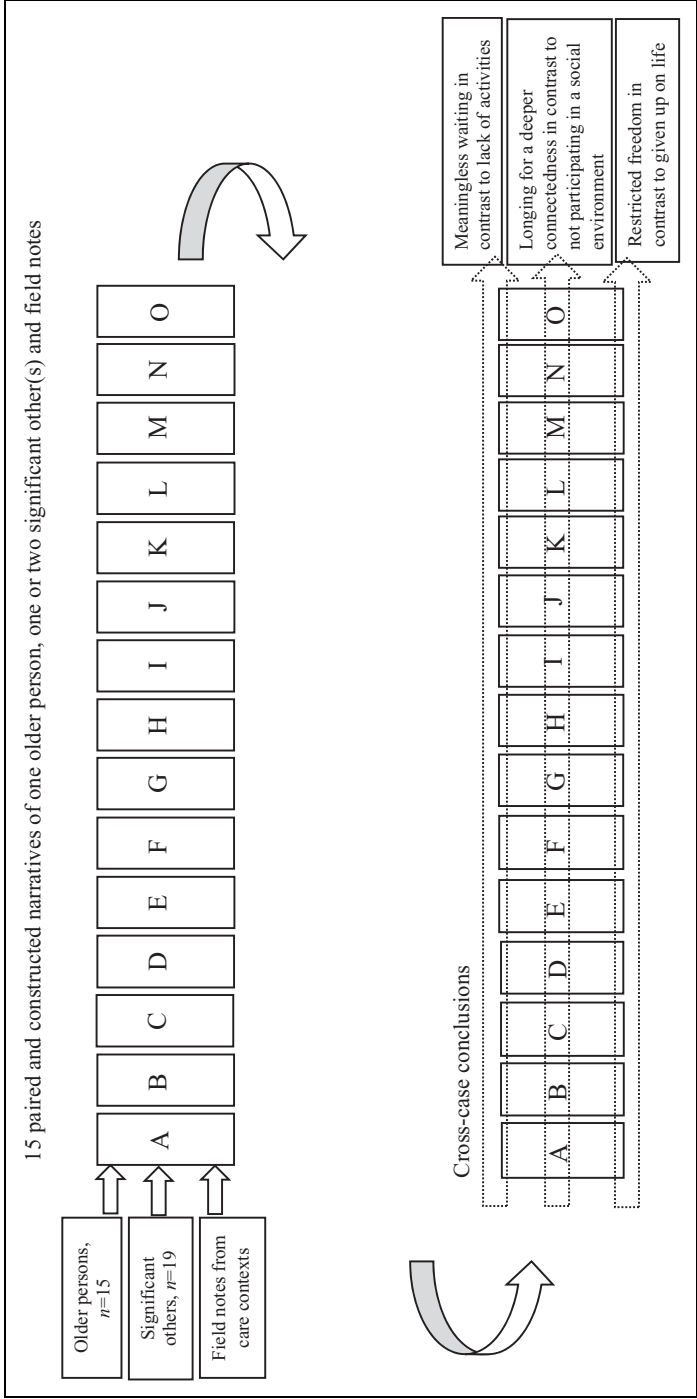 15 paired and constructed narratives of one older person, one or two significant other(s) and field notes
Older persons,
n=15
Significant
others, n=19
Field notes from
care contexts
A
B
C
D
E
F
G
H
I
J
K
L
M
N
O
Cross-case conclusions
A
B
C
D
E
F
G
H
I
J
K
L
M
N
O
Meaningless waiting in
contrast to lack of activities
Longing for a deeper
connectedness in contrast to
not participating in a social
environment
Restricted freedom in
contrast to given up on life